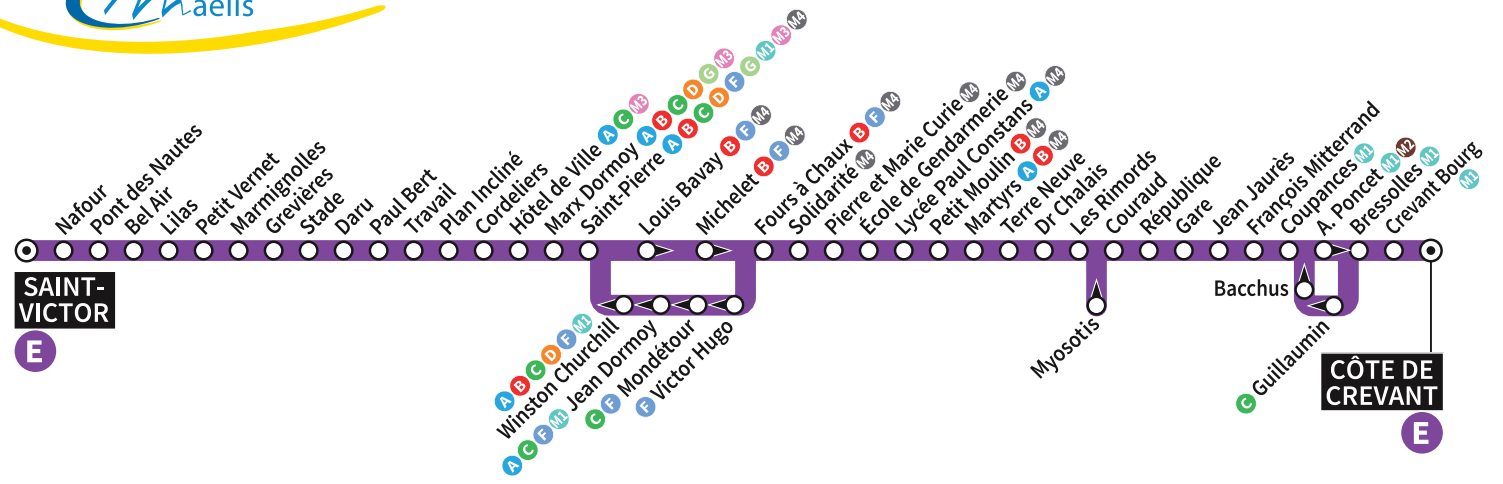 Maelis
Nafour
Pont des Nautes
Bel Air
Lilas
Petit Vernet
Marmignolles
Grevières
Stade
Daru
Paul Bert
Travail
Plan Incliné
Cordeliers
Hôtel de Ville A C M3
Marx Dormoy A B C D G M3
Saint-Pierre A B C D F G M1 M3 M4
Louis Bavay B F M4
Michelet B F M4
Fours à Chaux B F M4
Solidarité M4
Pierre et Marie Curie M4
École de Gendarmerie M4
Lycée Paul Constans A M4
Petit Moulin B M4
Martyrs A B M4
Terre Neuve
Dr Chalais
Les Rimords
Couraud
République
Gare
Jean Jaurès
François Mitterrand
Coupances M1
A. Poncet M1 M2
Bressolles M1
Crevant Bourg M1
SAINT-
VICTOR
E
A B C D F M1
Winston Churchill
A C F M1 Jean Dormoy
C F Mondétour
F Victor Hugo
Myosotis
Bacchus
C Guillaumin
CÔTE DE
CREVANT
E